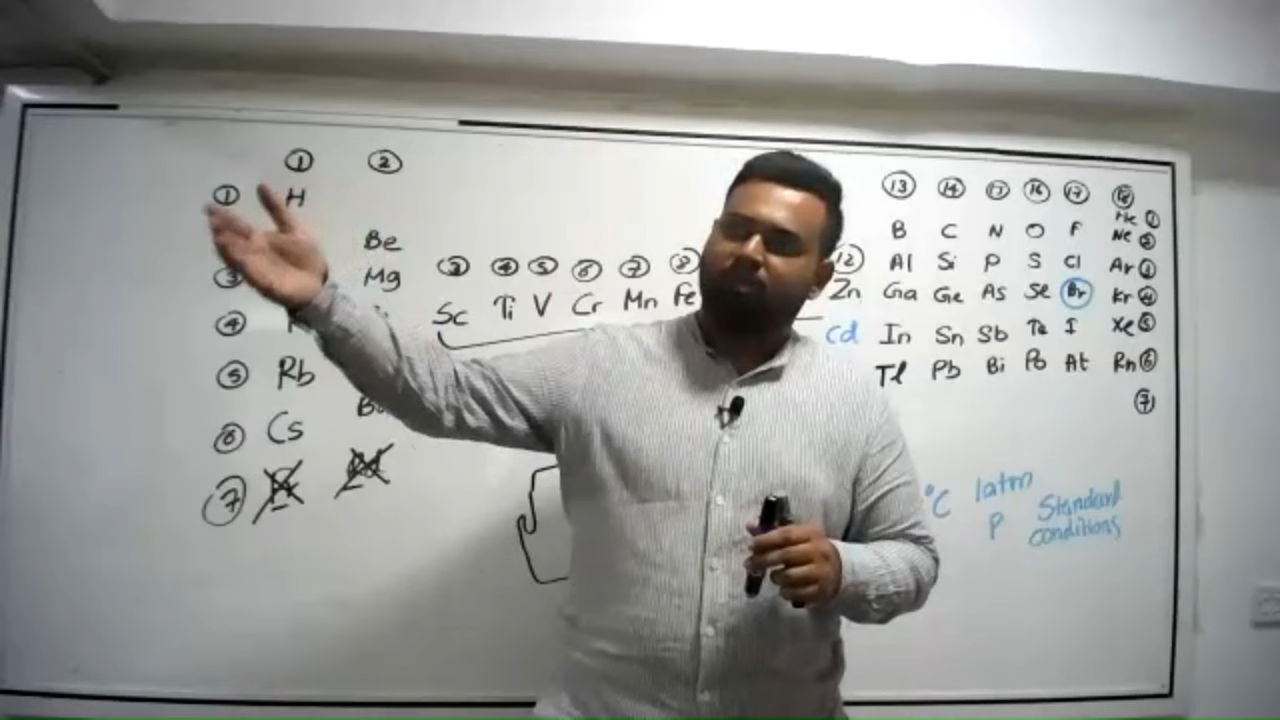 ① ②
① H
Be
③ Mg
③ ④ ⑤ ⑥ ⑦ ⑧
④ Sc Ti V Cr Mn Fe
⑤ Rb
⑥ Cs
⑦
⑫ ⑬ ⑭ ⑮ ⑯ ⑰ ⑱
He ①
B C N O F Ne ②
Al Si P S Cl Ar ③
Zn Ga Ge As Se Br Kr ④
Cd In Sn Sb Te I Xe ⑤
Tl Pb Bi Po At Rn ⑥
⑦
°C 1atm
P Standard
conditions